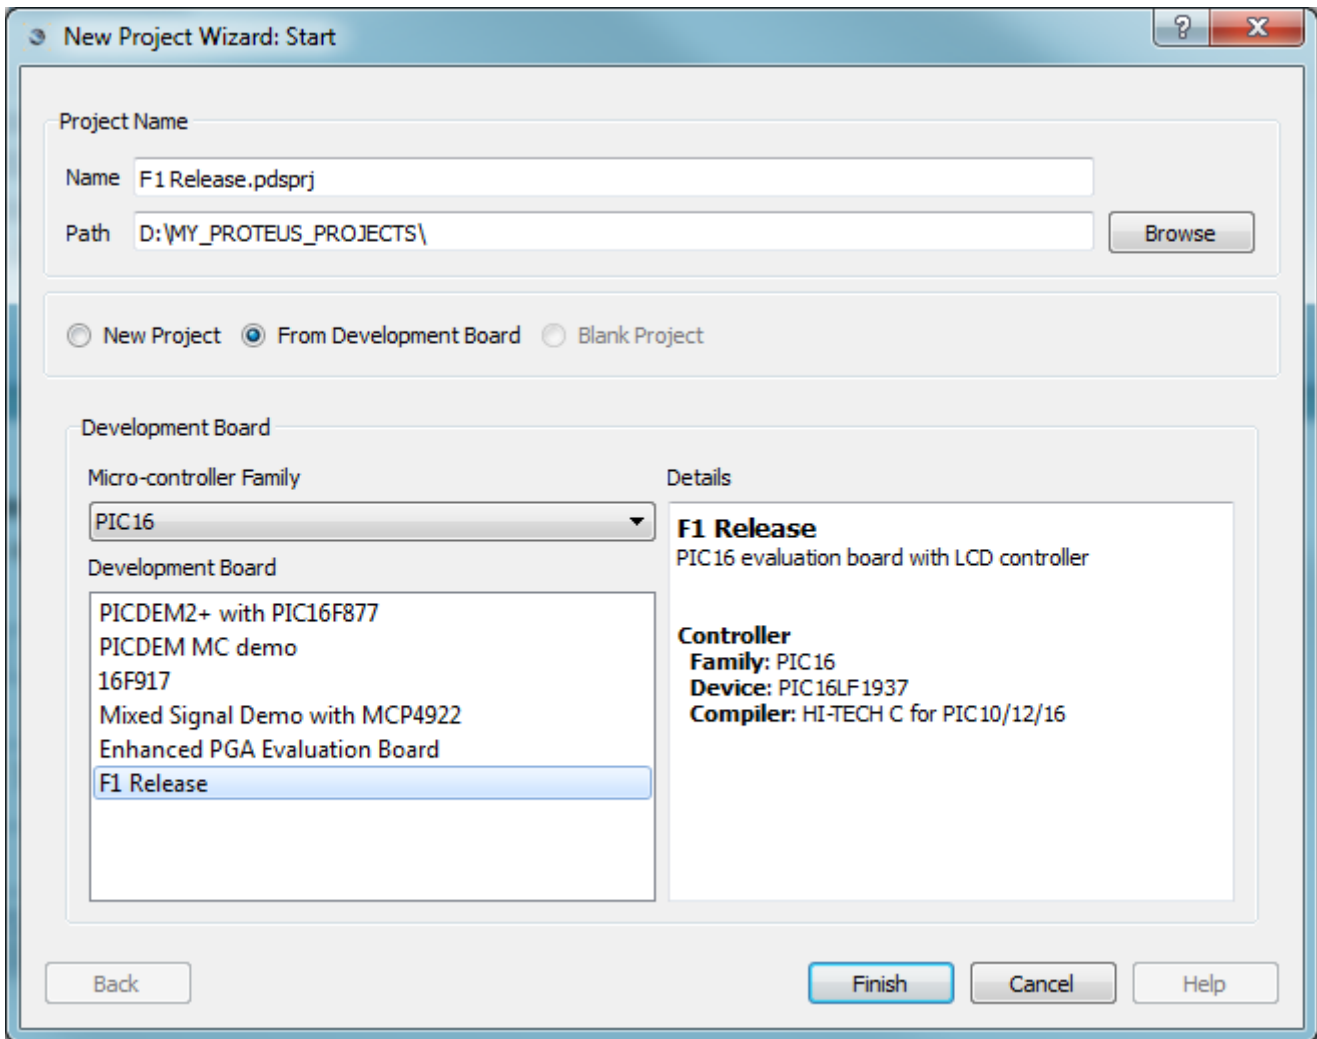 New Project Wizard: Start
?
X
Project Name
Name F1 Release.pdsprj
Path D:\MY_PROTEUS_PROJECTS\ Browse
New Project From Development Board Blank Project
Development Board
Micro-controller Family
PIC16
Development Board
PICDEM2+ with PIC16F877
PICDEM MC demo
16F917
Mixed Signal Demo with MCP4922
Enhanced PGA Evaluation Board
F1 Release
Details
F1 Release
PIC16 evaluation board with LCD controller
Controller
Family: PIC16
Device: PIC16LF1937
Compiler: HI-TECH C for PIC10/12/16
Back Finish Cancel Help